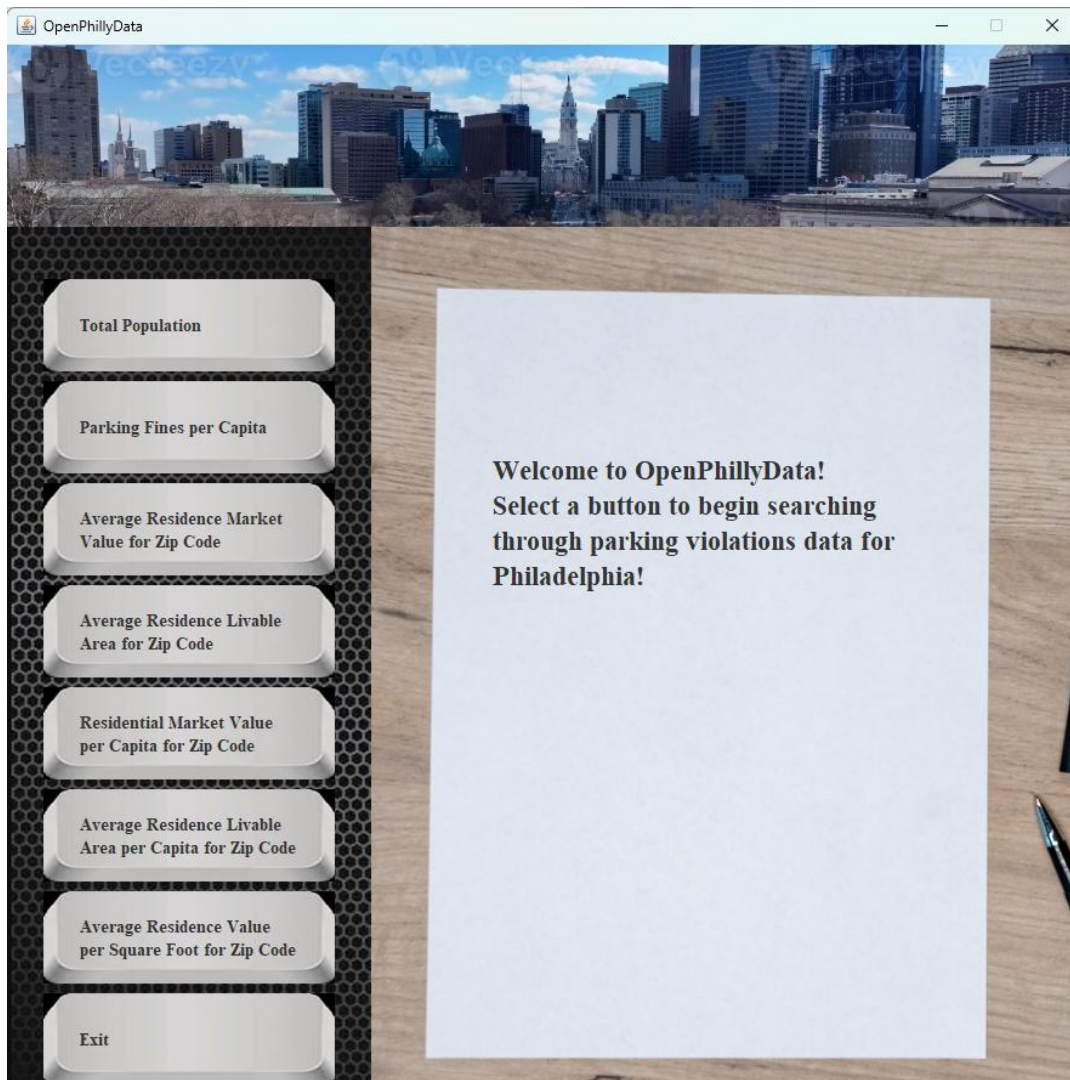 OpenPhillyData
Vecteezy
Vecteezy
Total Population
Parking Fines per Capita
Average Residence Market
Value for Zip Code
Average Residence Livable
Area for Zip Code
Residential Market Value
per Capita for Zip Code
Average Residence Livable
Area per Capita for Zip Code
Average Residence Value
per Square Foot for Zip Code
Exit
Welcome to OpenPhillyData!
Select a button to begin searching
through parking violations data for
Philadelphia!